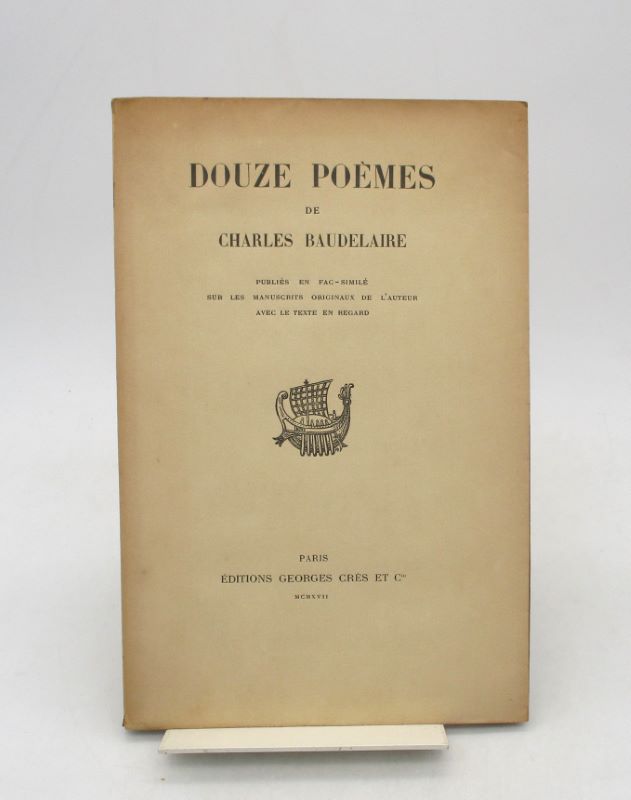 DOUZE POÈMES
DE
CHARLES BAUDELAIRE
PUBLIÉS EN FAC-SIMILÉ
SUR LES MANUSCRITS ORIGINAUX DE L'AUTEUR
AVEC LE TEXTE EN REGARD
PARIS
ÉDITIONS GEORGES CRÈS ET Cie
MCMXVII